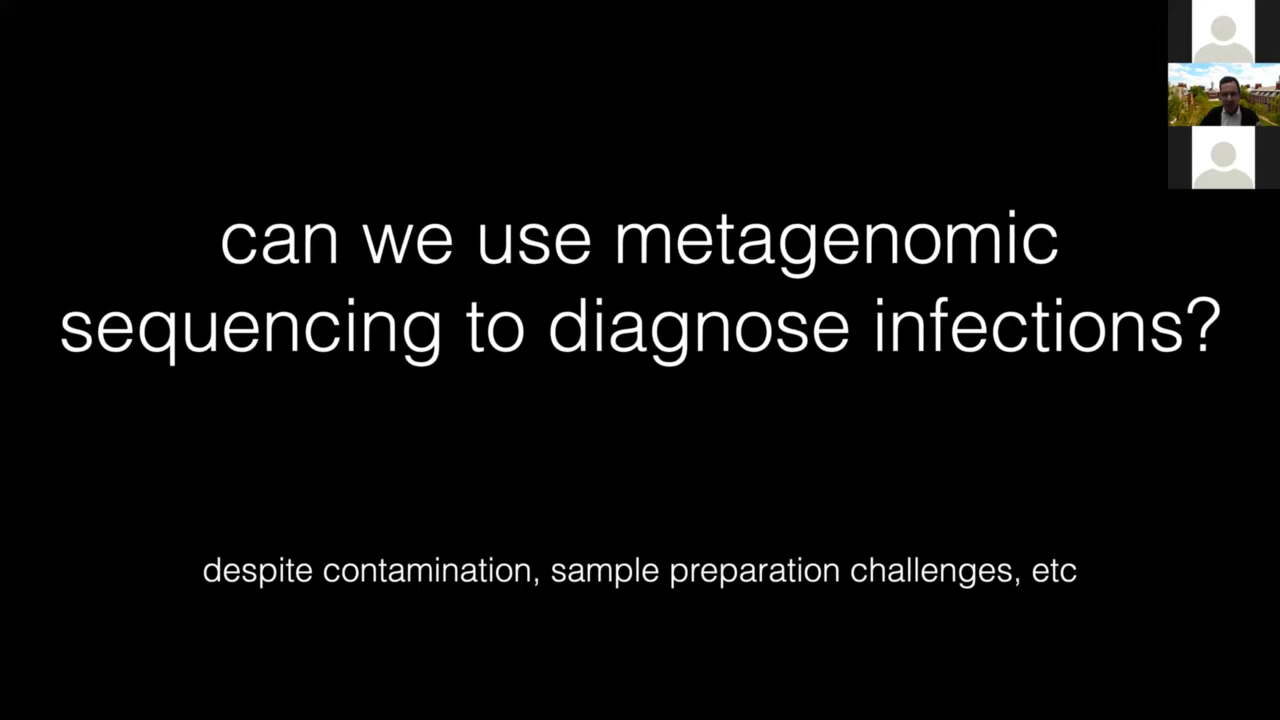 can we use metagenomic
sequencing to diagnose infections?
despite contamination, sample preparation challenges, etc